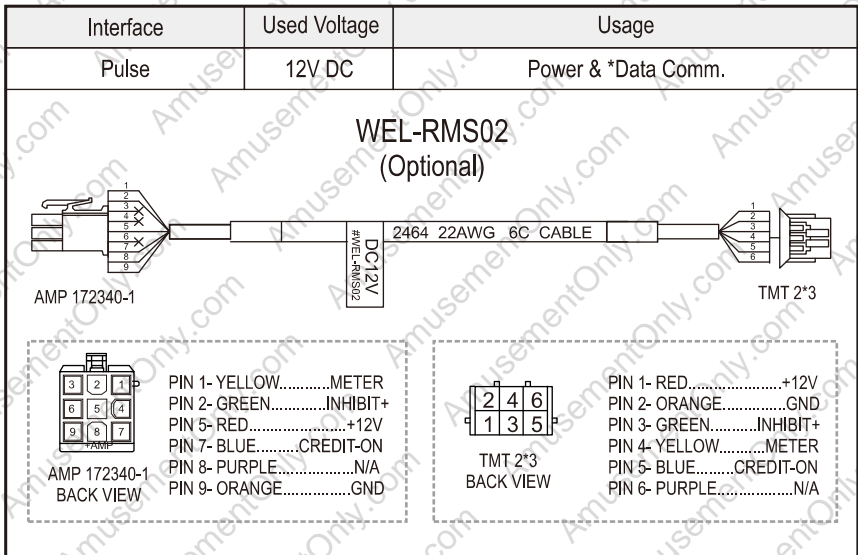 Interface Used Voltage Usage
Pulse 12V DC Power & *Data Comm.
WEL-RMS02
(Optional)
1
2
3
4
5
6
7
8
9
DC12V
#WEL-RMS02
2464 22AWG 6C CABLE
1
2
3
4
5
6
AMP 172340-1
TMT 2*3
3 2 1
6 5 4
9 8 7
+AMP
AMP 172340-1
BACK VIEW
PIN 1- YELLOW...........METER
PIN 2- GREEN............INHIBIT+
PIN 5- RED....................+12V
PIN 7- BLUE........CREDIT-ON
PIN 8- PURPLE.................N/A
PIN 9- ORANGE...............GND
2 4 6
1 3 5
TMT 2*3
BACK VIEW
PIN 1- RED....................+12V
PIN 2- ORANGE..............GND
PIN 3- GREEN...........INHIBIT+
PIN 4- YELLOW..........METER
PIN 5- BLUE........CREDIT-ON
PIN 6- PURPLE................N/A
AmusementOnly.com